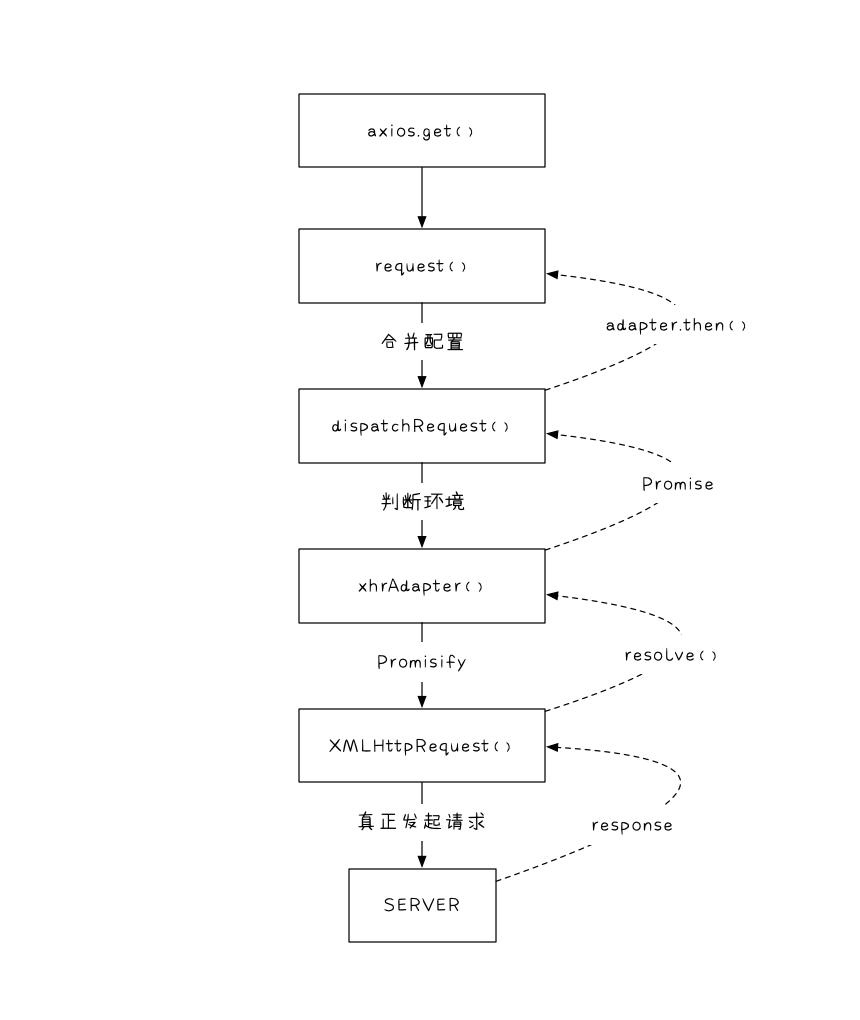 axios.get()
request()
adapter.then()
合并配置
dispatchRequest()
Promise
判断环境
xhrAdapter()
resolve()
Promisify
XMLHttpRequest()
真正发起请求
response
SERVER